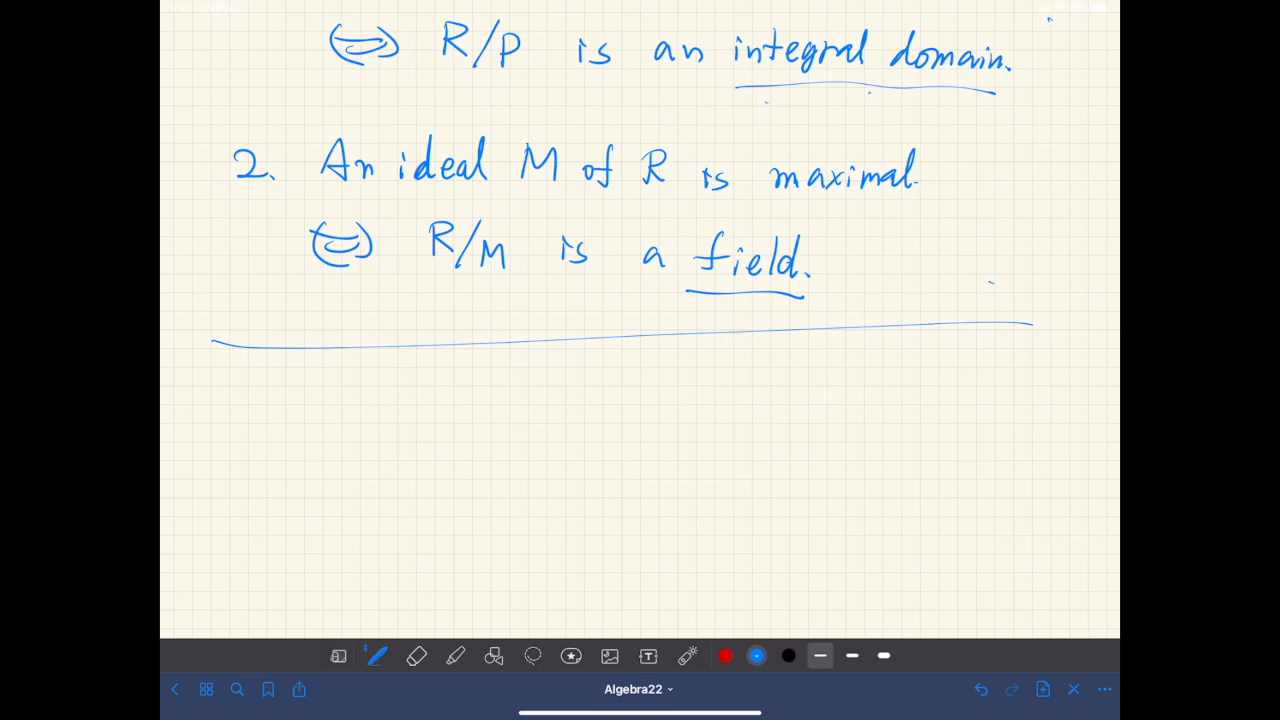 ⟺ R/P is an integral domain.
2. An ideal M of R is maximal.
⟺ R/M is a field.
Algebra22